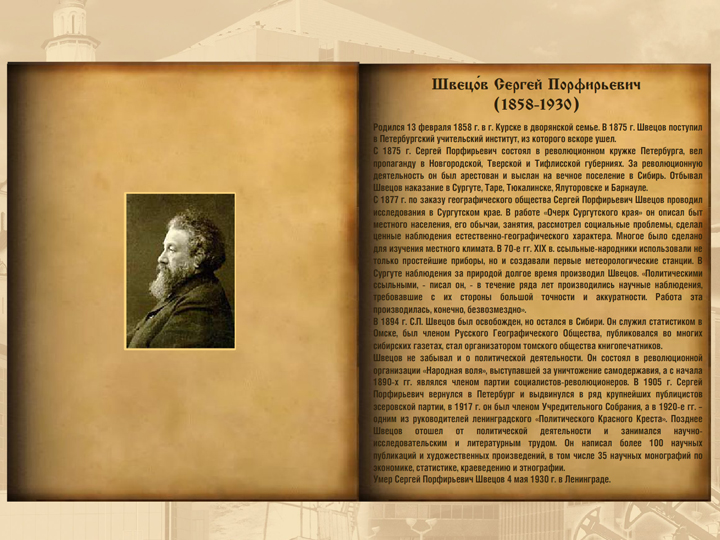 Швецо́в Сергей Порфирьевич
(1858-1930)
Родился 13 февраля 1858 г. в г. Курске в дворянской семье. В 1875 г. Швецов поступил
в Петербургский учительский институт, из которого вскоре ушел.
С 1875 г. Сергей Порфирьевич состоял в революционном кружке Петербурга, вел
пропаганду в Новгородской, Тверской и Тифлисской губерниях. За революционную
деятельность он был арестован и выслан на вечное поселение в Сибирь. Отбывал
Швецов наказание в Сургуте, Таре, Тюкалинске, Ялуторовске и Барнауле.
С 1877 г. по заказу географического общества Сергей Порфирьевич Швецов проводил
исследования в Сургутском крае. В работе «Очерк Сургутского края» он описал быт
местного населения, его обычаи, занятия, рассмотрел социальные проблемы, сделал
ценные наблюдения естественно-географического характера. Многое было сделано
для изучения местного климата. В 70-е гг. XIX в. ссыльные-народники использовали не
только простейшие приборы, но и создавали первые метеорологические станции. В
Сургуте наблюдения за природой долгое время производил Швецов. «Политическими
ссыльными, - писал он, - в течение ряда лет производились научные наблюдения,
требовавшие с их стороны большой точности и аккуратности. Работа эта
производилась, конечно, безвозмездно».
В 1894 г. С.П. Швецов был освобожден, но остался в Сибири. Он служил статистиком в
Омске, был членом Русского Географического Общества, публиковался во многих
сибирских газетах, стал организатором томского общества книгопечатников.
Швецов не забывал и о политической деятельности. Он состоял в революционной
организации «Народная воля», выступавшей за уничтожение самодержавия, а с начала
1890-х гг. являлся членом партии социалистов-революционеров. В 1905 г. Сергей
Порфирьевич вернулся в Петербург и выдвинулся в ряд крупнейших публицистов
эсеровской партии, в 1917 г. он был членом Учредительного Собрания, а в 1920-е гг. -
одним из руководителей ленинградского «Политического Красного Креста». Позднее
Швецов отошел от политической деятельности и занимался научно-
исследовательским и литературным трудом. Он написал более 100 научных
публикаций и художественных произведений, в том числе 35 научных монографий по
экономике, статистике, краеведению и этнографии.
Умер Сергей Порфирьевич Швецов 4 мая 1930 г. в Ленинграде.